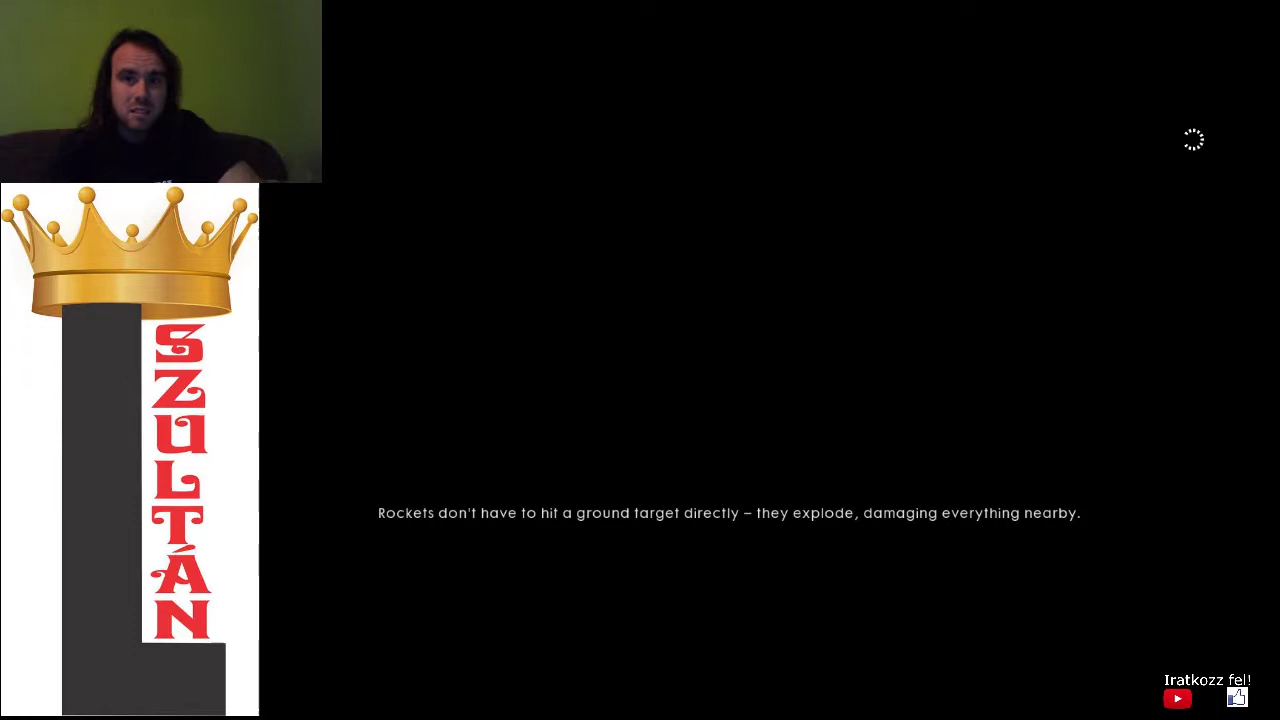 SZULTÁN
Rockets don't have to hit a ground target directly – they explode, damaging everything nearby.
Iratkozz fel!